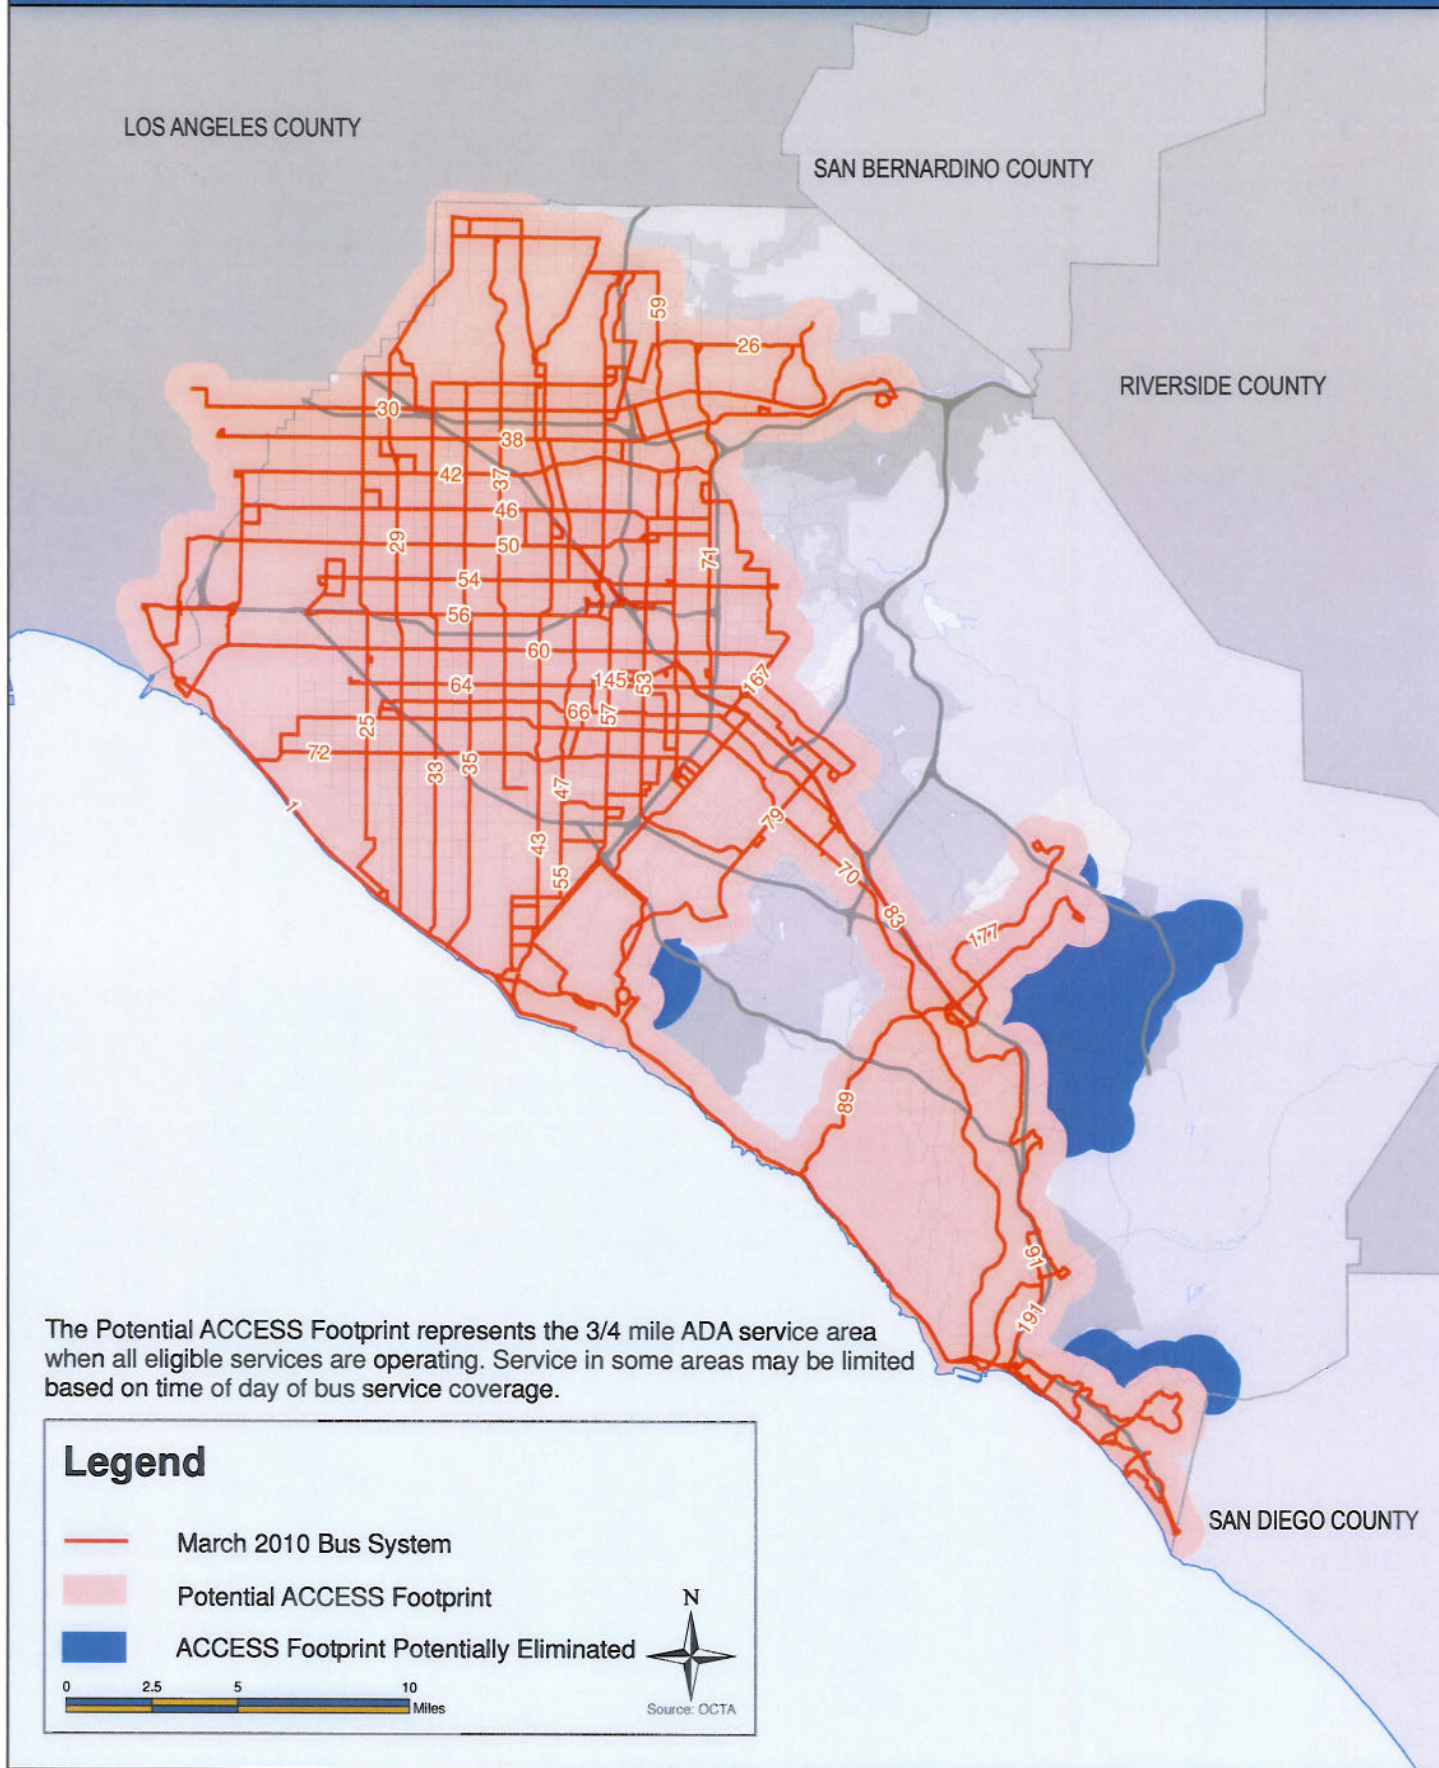 LOS ANGELES COUNTY
SAN BERNARDINO COUNTY
RIVERSIDE COUNTY
59
26
30
38
42
37
46
29
50
71
54
56
60
145
53
167
64
66
57
25
72
33
35
47
1
79
43
55
70
83
177
89
91
191
The Potential ACCESS Footprint represents the 3/4 mile ADA service area
when all eligible services are operating. Service in some areas may be limited
based on time of day of bus service coverage.
Legend
March 2010 Bus System
Potential ACCESS Footprint
ACCESS Footprint Potentially Eliminated
N
0 2.5 5 10
Miles
Source: OCTA
SAN DIEGO COUNTY